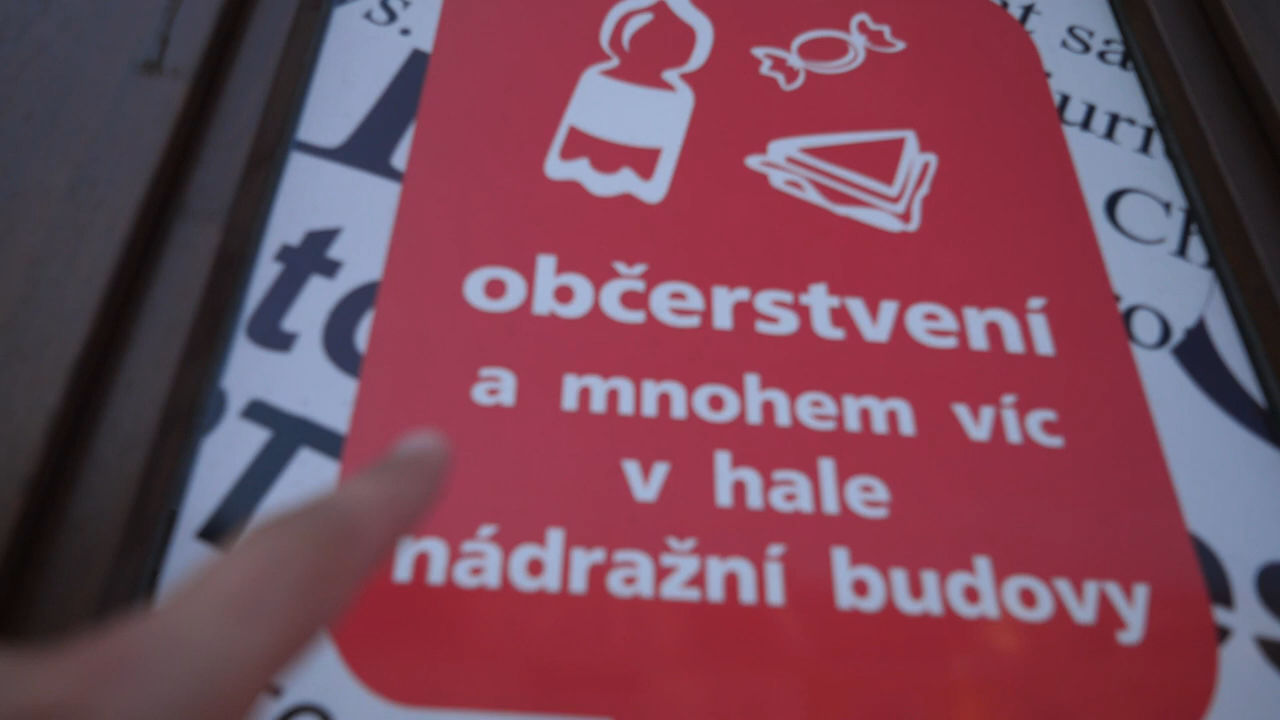 občerstvení
a mnohem víc
v hale
nádražní budovy